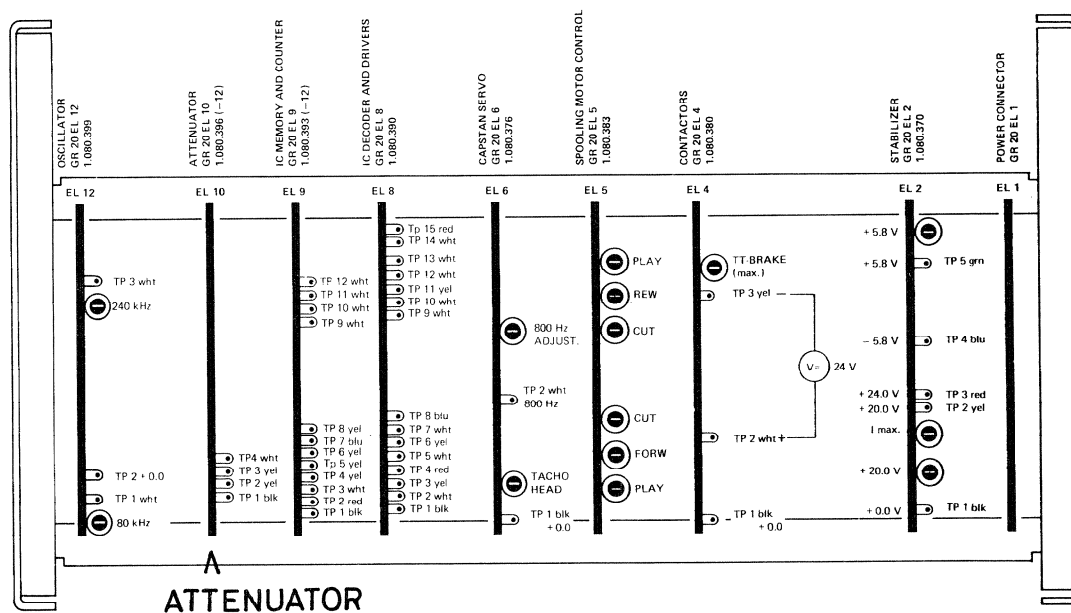 OSCILLATOR
GR 20 EL 12
1.080.399
ATTENUATOR
GR 20 EL 10
1.080.396 (-12)
IC MEMORY AND COUNTER
GR 20 EL 9
1.080.393 (-12)
IC DECODER AND DRIVERS
GR 20 EL 8
1.080.390
CAPSTAN SERVO
GR 20 EL 6
1.080.376
SPOOLING MOTOR CONTROL
GR 20 EL 5
1.080.383
CONTACTORS
GR 20 EL 4
1.080.380
STABILIZER
GR 20 EL 2
1.080.370
POWER CONNECTOR
GR 20 EL 1
EL 12
EL 10
EL 9
EL 8
EL 6
EL 5
EL 4
EL 2
EL 1
TP 3 wht
240 kHz
TP 2 + 0.0
TP 1 wht
80 kHz
TP4 wht
TP 3 yel
TP 2 yel
TP 1 blk
TP 12 wht
TP 11 wht
TP 10 wht
TP 9 wht
TP 8 yel
TP 7 blu
TP 6 yel
Tp 5 yel
TP 4 yel
TP 3 wht
TP 2 red
TP 1 blk
Tp 15 red
TP 14 wht
TP 13 wht
TP 12 wht
TP 11 yel
TP 10 wht
TP 9 wht
TP 8 blu
TP 7 wht
TP 6 yel
TP 5 wht
TP 4 red
TP 3 yel
TP 2 wht
TP 1 blk
800 Hz
ADJUST.
TP 2 wht
800 Hz
TACHO
HEAD
TP 1 blk
+ 0.0
PLAY
REW
CUT
CUT
FORW
PLAY
TT-BRAKE
(max.)
TP 3 yel
V= 24 V
TP 2 wht +
TP 1 blk
+ 0.0
+ 5.8 V
+ 5.8 V TP 5 grn
− 5.8 V TP 4 blu
+ 24.0 V TP 3 red
+ 20.0 V TP 2 yel
I max.
+ 20.0 V
+ 0.0 V TP 1 blk
ATTENUATOR